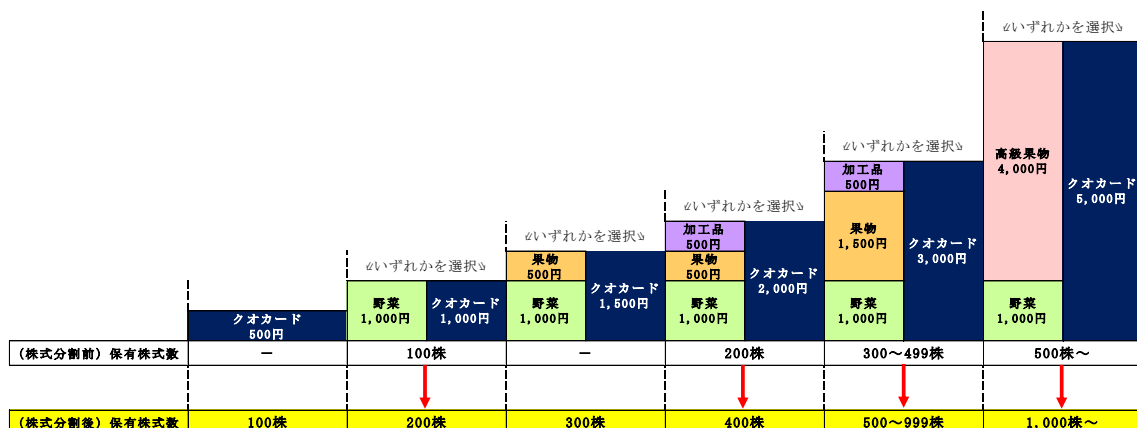 ≪いずれかを選択≫
高級果物
4,000円
クオカード
5,000円
野菜
1,000円
≪いずれかを選択≫
加工品
500円
果物
1,500円
クオカード
3,000円
野菜
1,000円
≪いずれかを選択≫
加工品
500円
果物
500円
クオカード
2,000円
野菜
1,000円
≪いずれかを選択≫
果物
500円
クオカード
1,500円
野菜
1,000円
≪いずれかを選択≫
野菜
1,000円
クオカード
1,000円
クオカード
500円
(株式分割前) 保有株式数 － 100株 － 200株 300～499株 500株～
(株式分割後) 保有株式数 100株 200株 300株 400株 500～999株 1,000株～